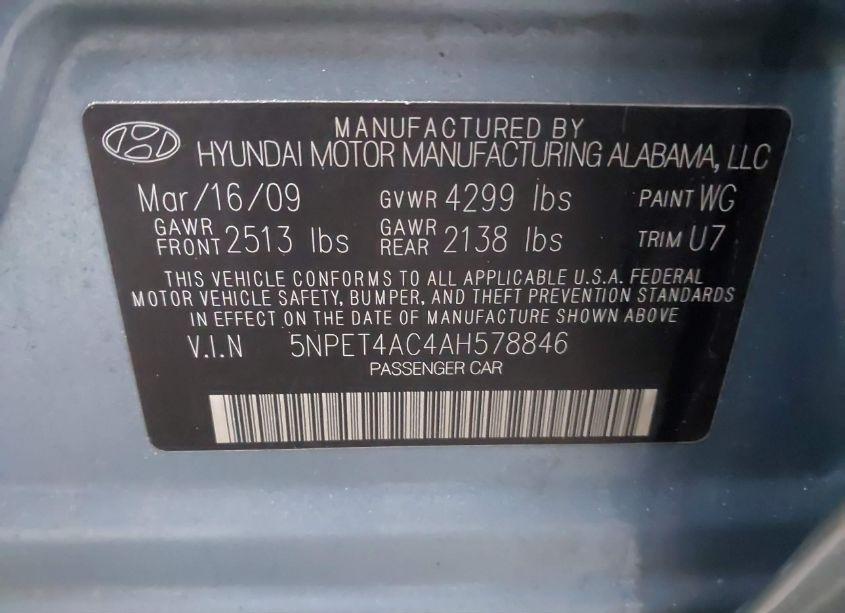 MANUFACTURED BY
HYUNDAI MOTOR MANUFACTURING ALABAMA, LLC
Mar/16/09 GVWR 4299 lbs PAINT WG
GAWR FRONT 2513 lbs GAWR REAR 2138 lbs TRIM U7
THIS VEHICLE CONFORMS TO ALL APPLICABLE U.S.A. FEDERAL
MOTOR VEHICLE SAFETY, BUMPER, AND THEFT PREVENTION STANDARDS
IN EFFECT ON THE DATE OF MANUFACTURE SHOWN ABOVE
V.I.N 5NPET4AC4AH578846
PASSENGER CAR